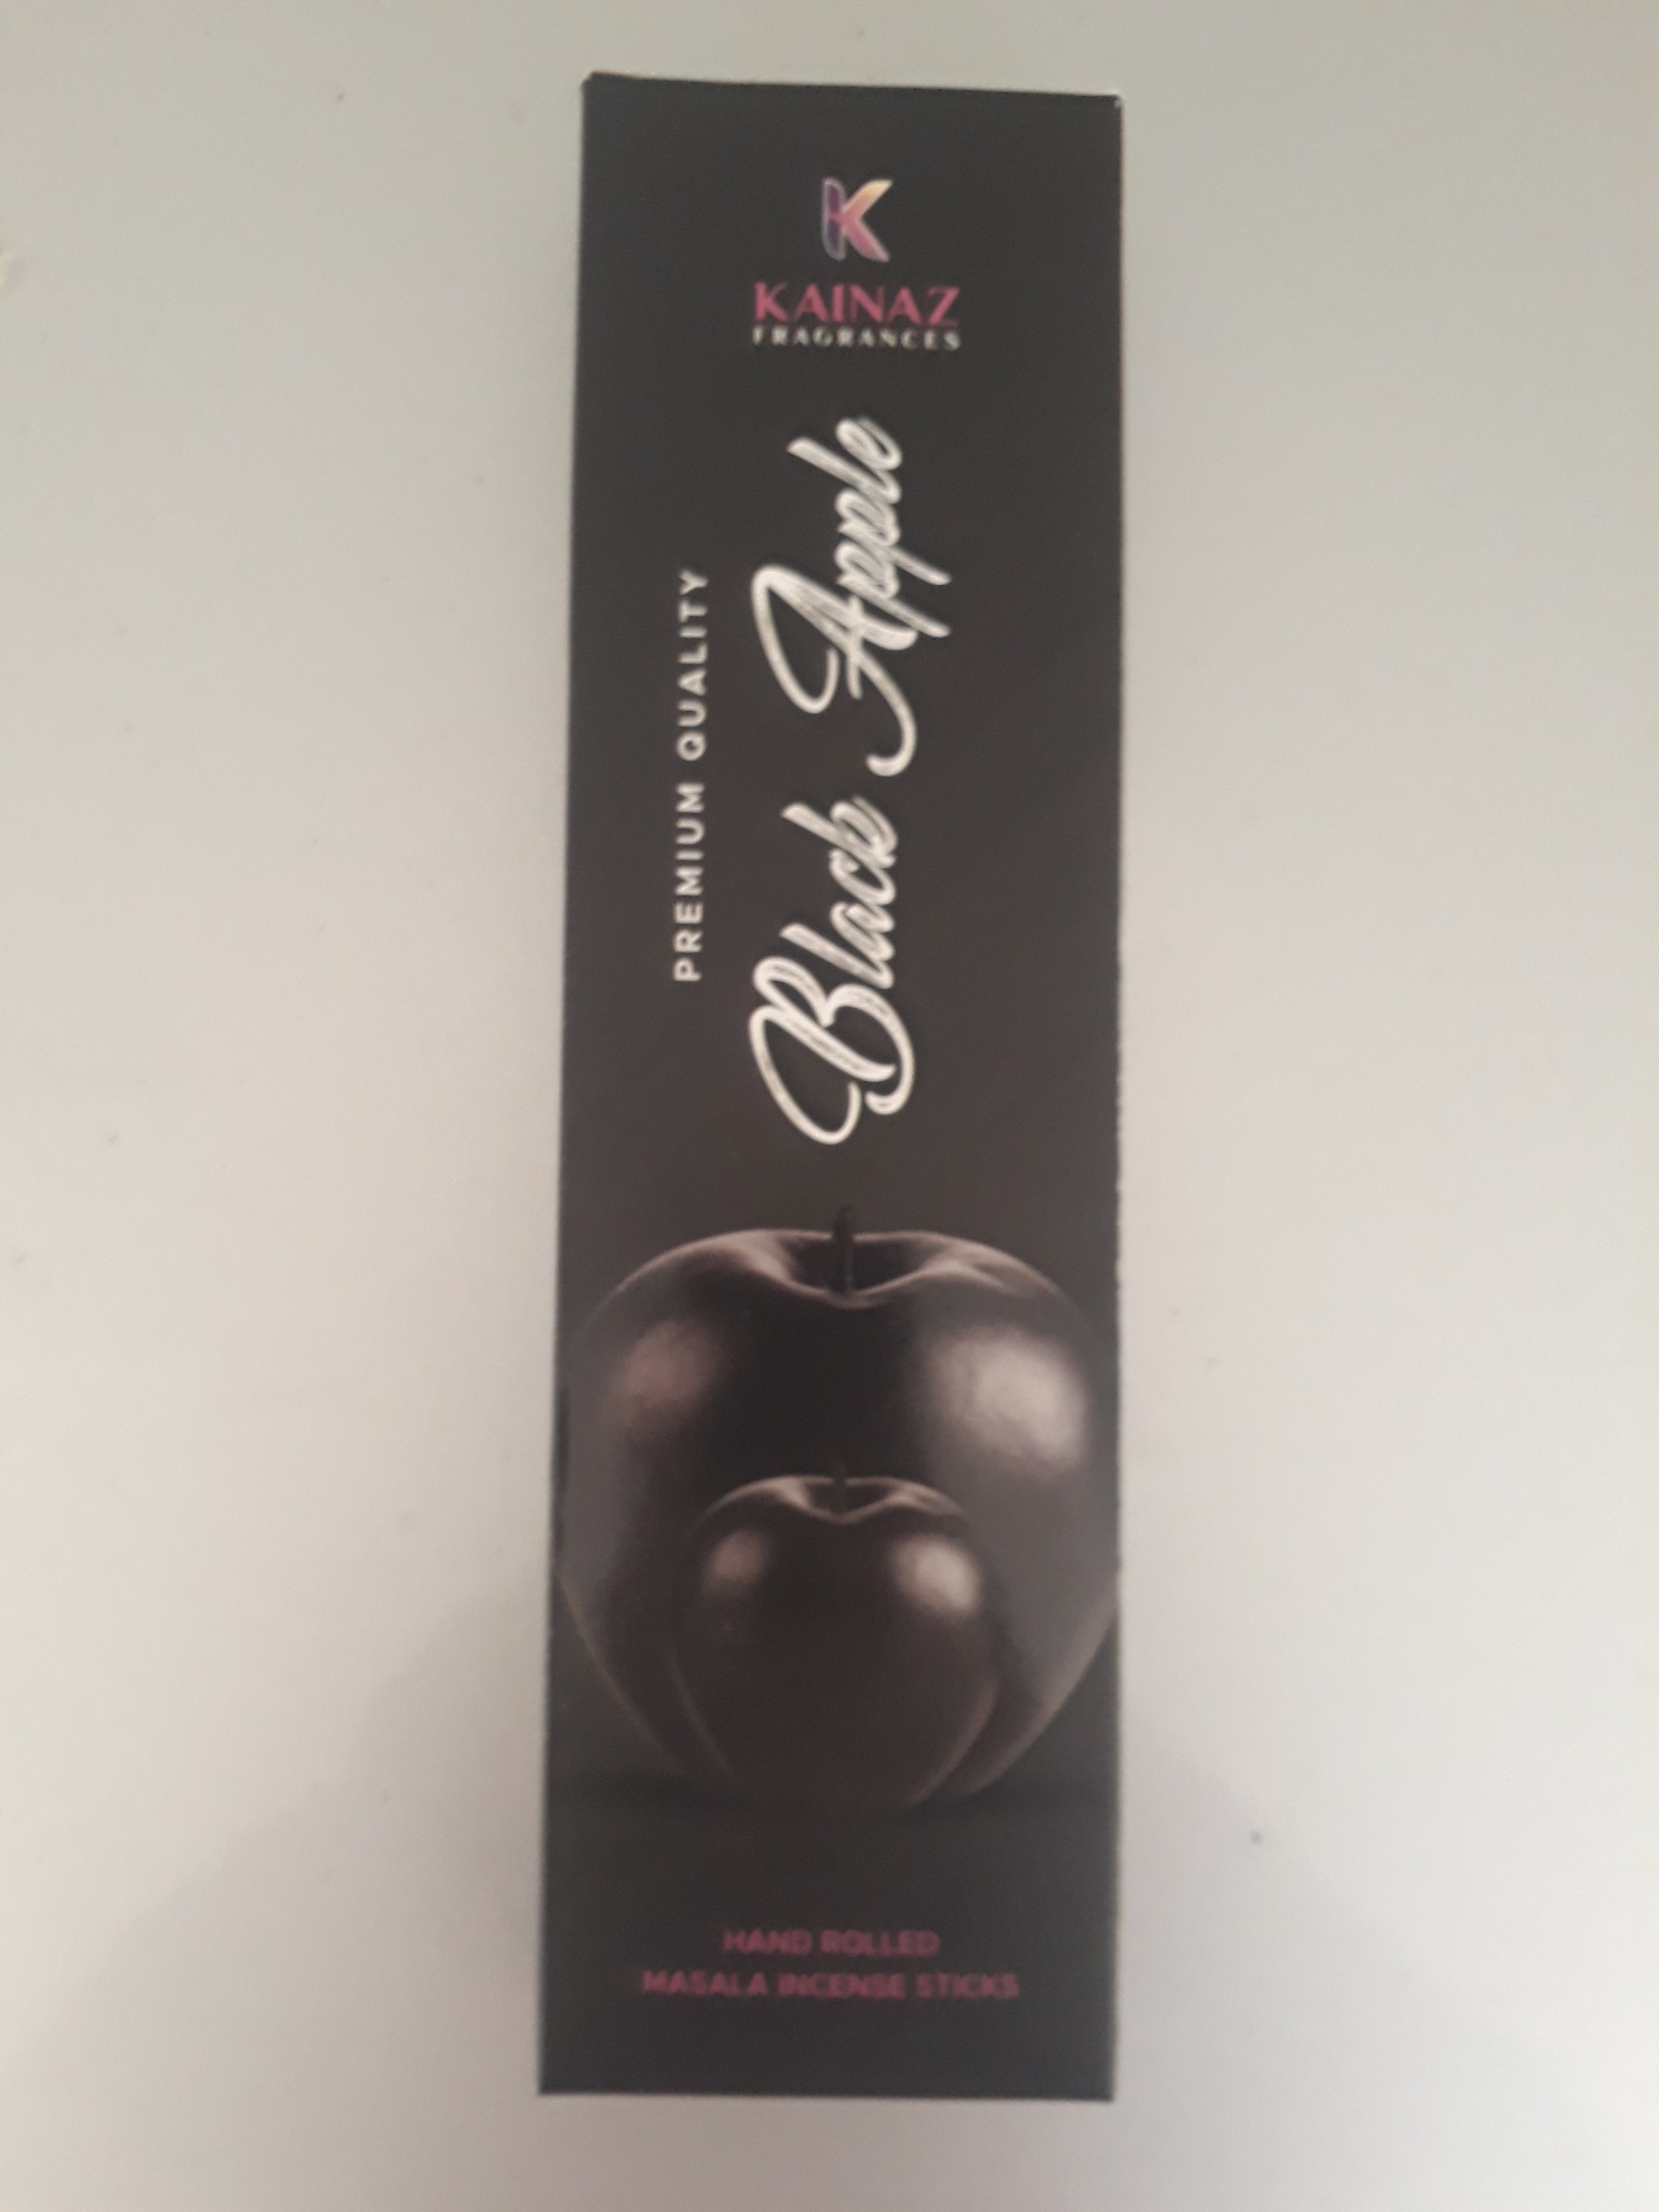 KAINAZ
FRAGRANCES
PREMIUM QUALITY
Black Apple
HAND ROLLED
MASALA INCENSE STICKS